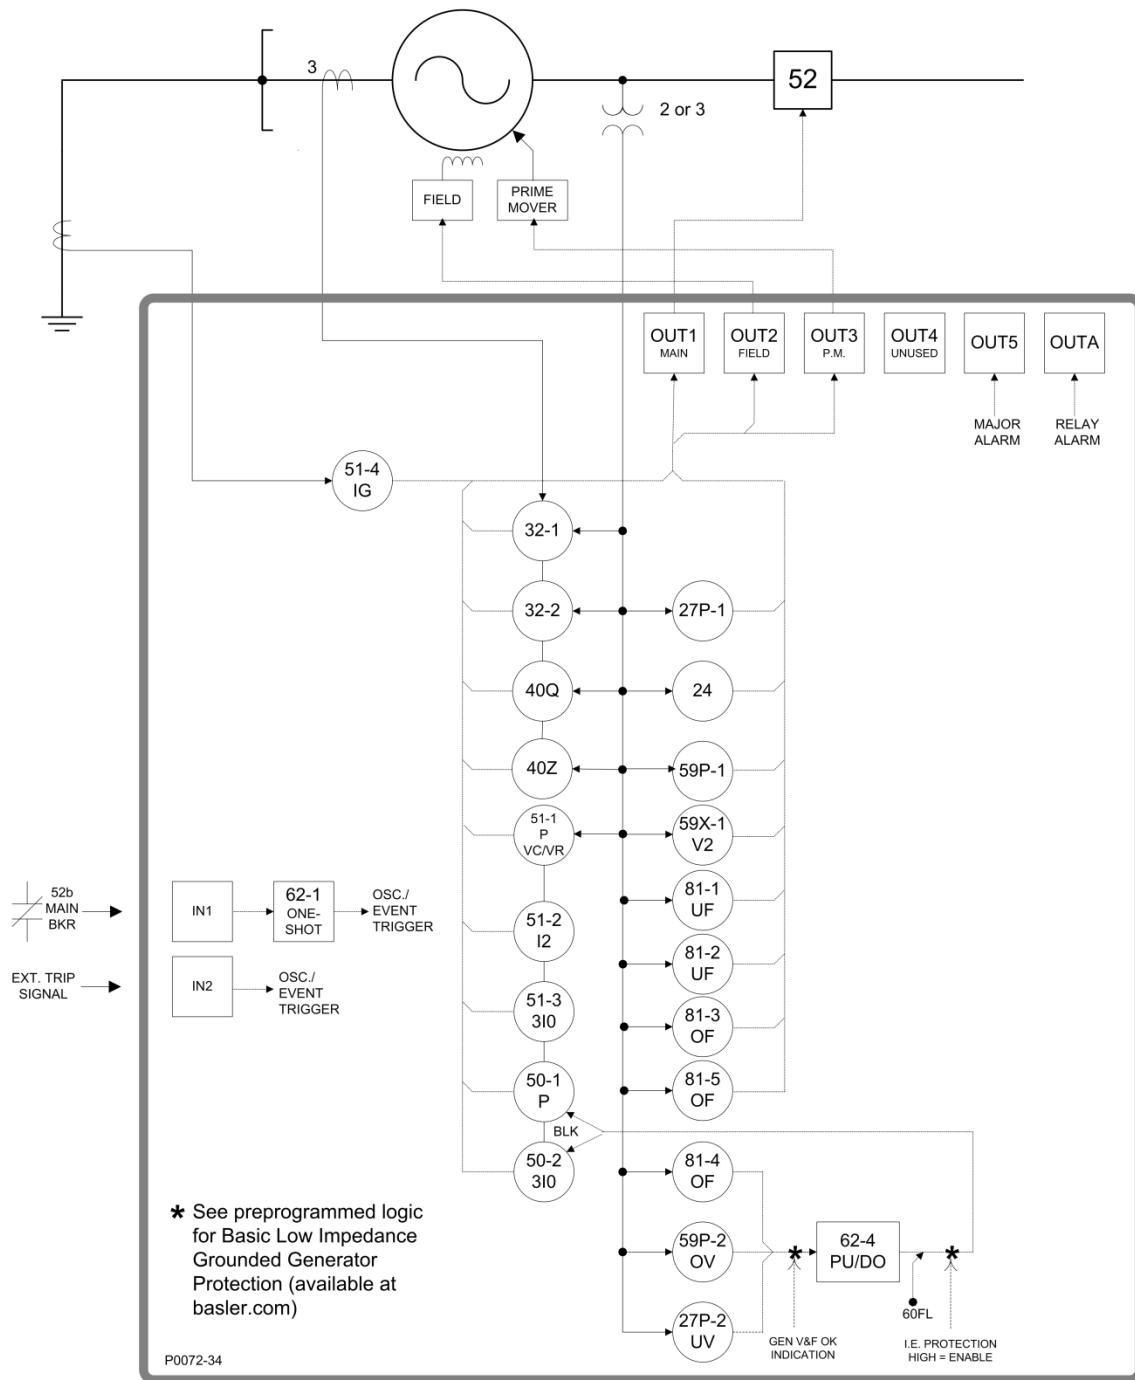 3
52
2 or 3
FIELD
PRIME
MOVER
OUT1
MAIN
OUT2
FIELD
OUT3
P.M.
OUT4
UNUSED
OUT5
OUTA
MAJOR
ALARM
RELAY
ALARM
51-4
IG
32-1
32-2
27P-1
40Q
24
40Z
59P-1
51-1
P
VC/VR
59X-1
V2
52b
MAIN
BKR
IN1
62-1
ONE-
SHOT
OSC./
EVENT
TRIGGER
51-2
I2
81-1
UF
81-2
UF
EXT. TRIP
SIGNAL
IN2
OSC./
EVENT
TRIGGER
51-3
3I0
81-3
OF
50-1
P
81-5
OF
BLK
50-2
3I0
81-4
OF
* See preprogrammed logic
for Basic Low Impedance
Grounded Generator
Protection (available at
basler.com)
59P-2
OV
*
62-4
PU/DO
*
60FL
27P-2
UV
GEN V&F OK
INDICATION
I.E. PROTECTION
HIGH = ENABLE
P0072-34